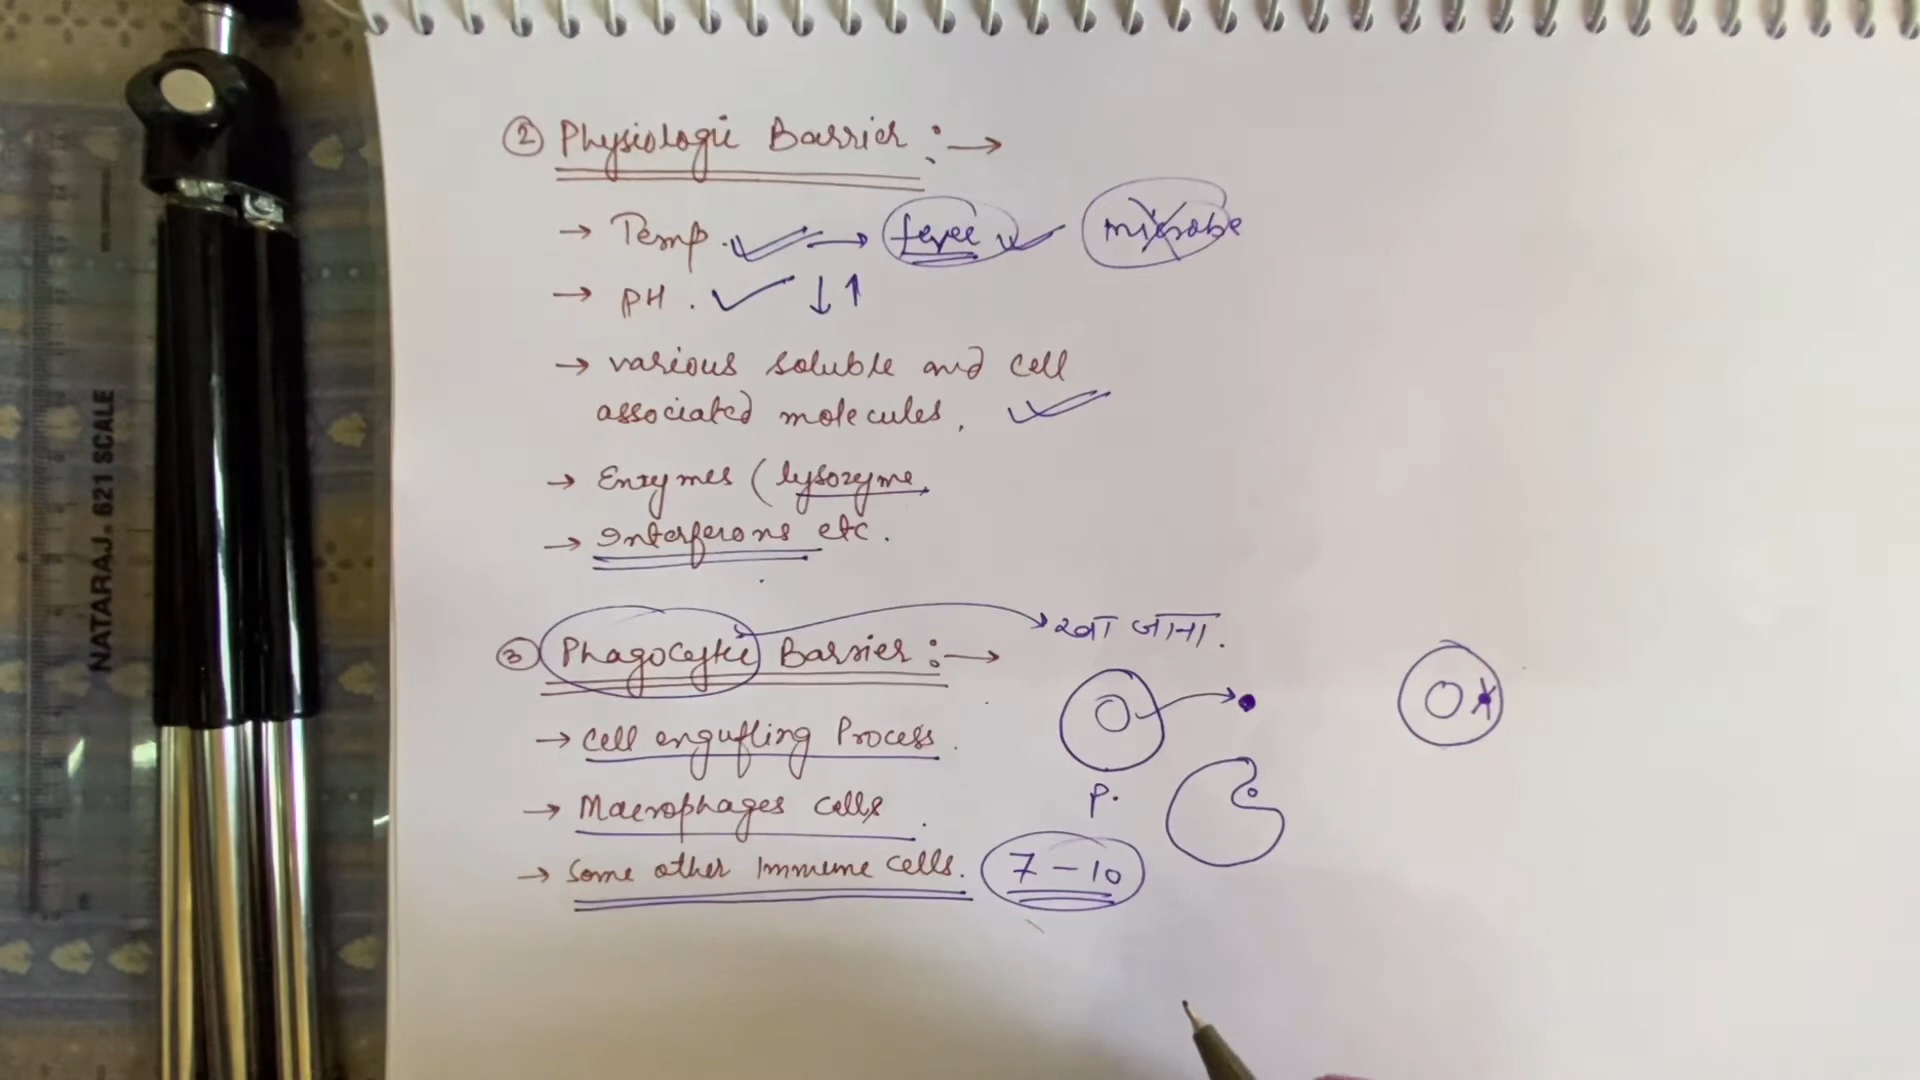 ② Physiologic Barrier :→
→ Temp. → fever microbe
→ PH . ↓↑
→ various soluble and cell
associated molecules.
→ Enzymes ( lysozyme
→ Interferons etc.
③ Phagocytic Barrier :→ खा जाना.
→ cell engufling Process.
P.
→ Macrophages cells.
→ Some other Immune cells. 7 - 10
NATARAJ. 621 SCALE